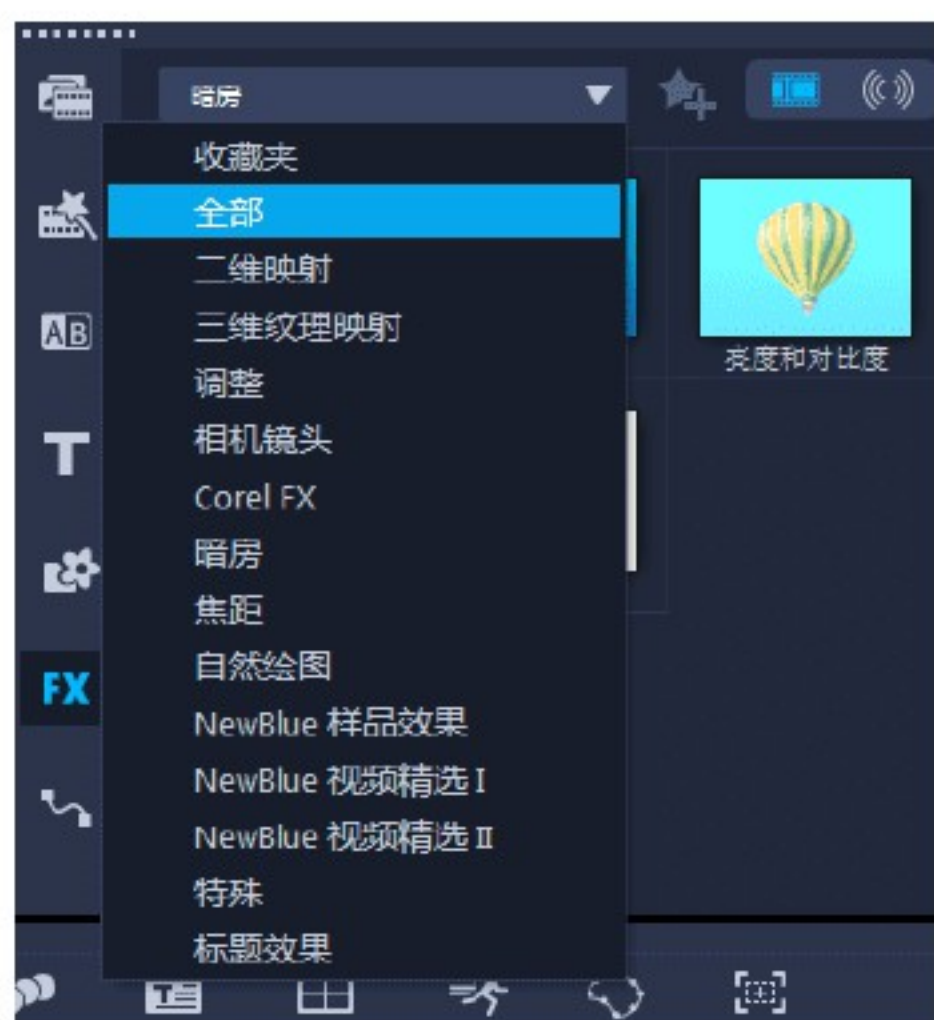 暗房
收藏夹
全部
二维映射
三维纹理映射
调整
相机镜头
Corel FX
暗房
焦距
自然绘图
NewBlue 样品效果
NewBlue 视频精选 I
NewBlue 视频精选 II
特殊
标题效果
亮度和对比度
AB
T
FX
T